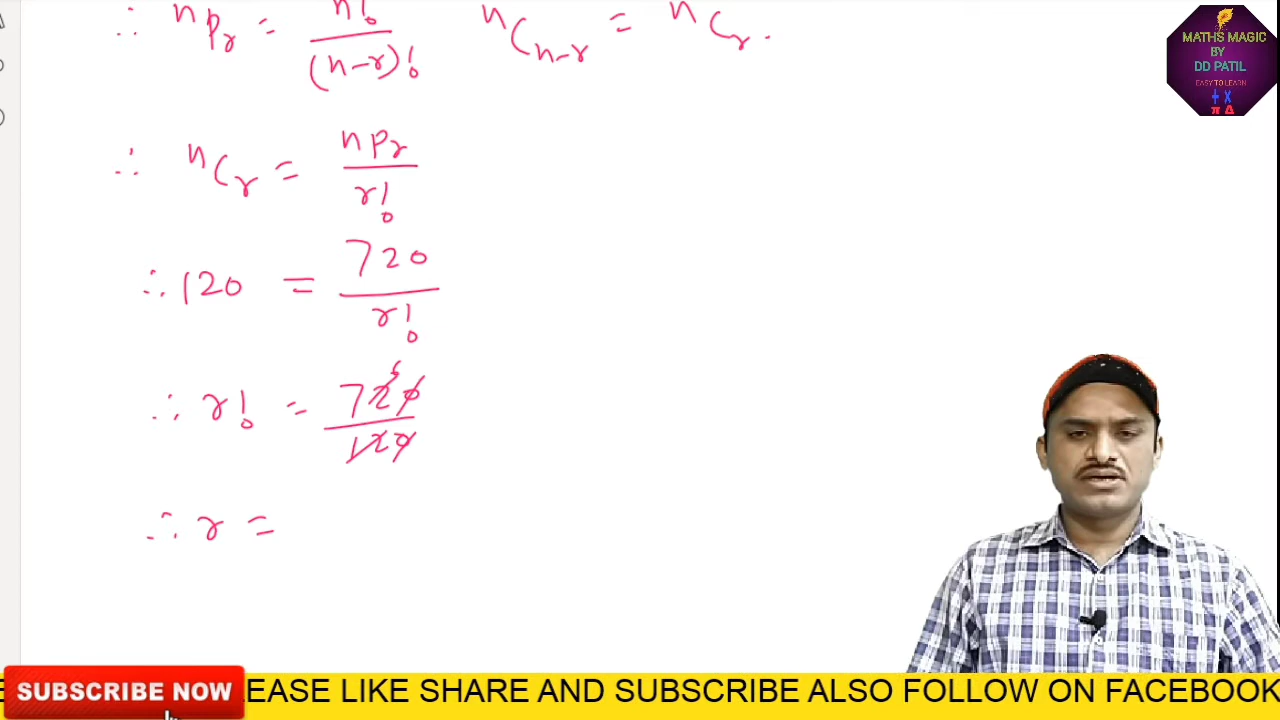 ∴ ⁿPᵣ = n! / (n-r)!    ⁿCₙ₋ᵣ = ⁿCᵣ.
MATHS MAGIC
BY
DD PATIL
EASY TO LEARN
+ X
π Δ
∴ ⁿCᵣ = ⁿPᵣ / r!
∴ 120 = 720 / r!
∴ r! = 720 / 120
6
∴ r =
SUBSCRIBE NOW
EASE LIKE SHARE AND SUBSCRIBE ALSO FOLLOW ON FACEBOOK